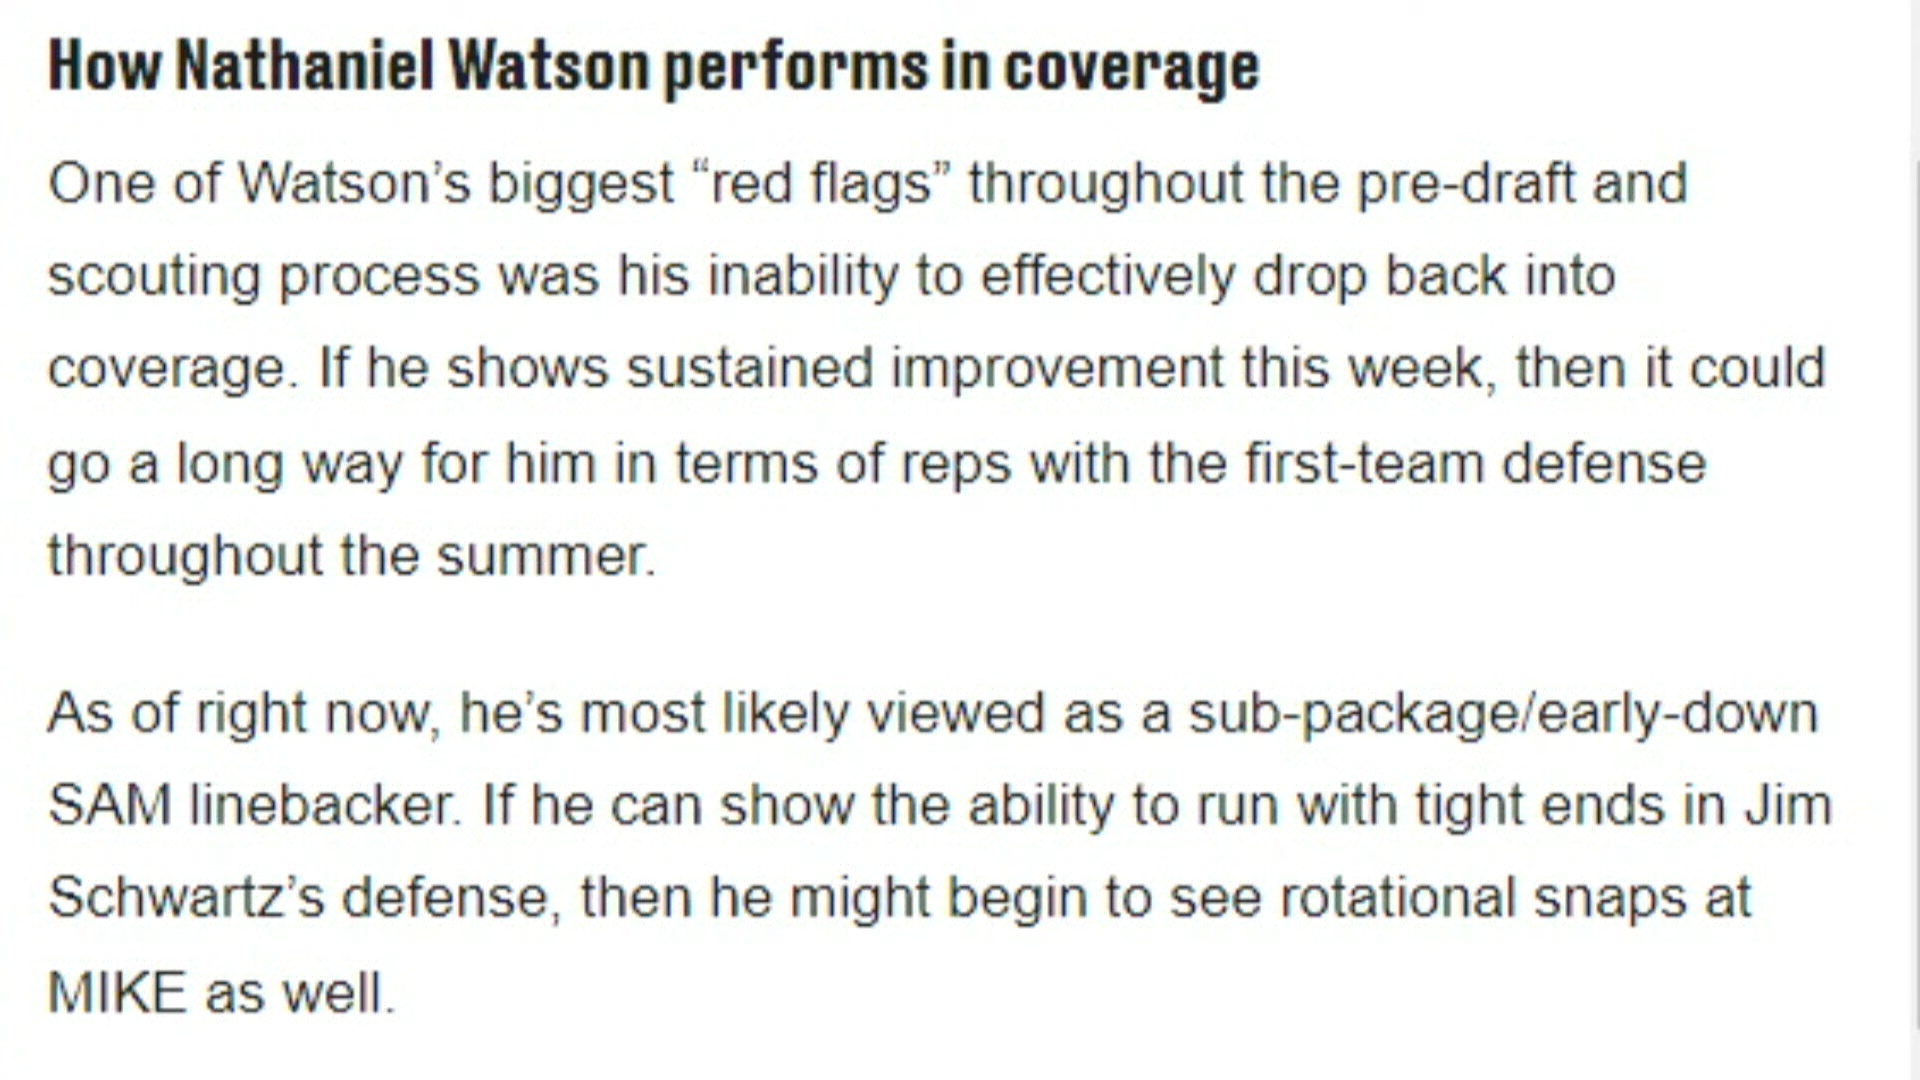 How Nathaniel Watson performs in coverage
One of Watson’s biggest “red flags” throughout the pre-draft and
scouting process was his inability to effectively drop back into
coverage. If he shows sustained improvement this week, then it could
go a long way for him in terms of reps with the first-team defense
throughout the summer.
As of right now, he’s most likely viewed as a sub-package/early-down
SAM linebacker. If he can show the ability to run with tight ends in Jim
Schwartz’s defense, then he might begin to see rotational snaps at
MIKE as well.